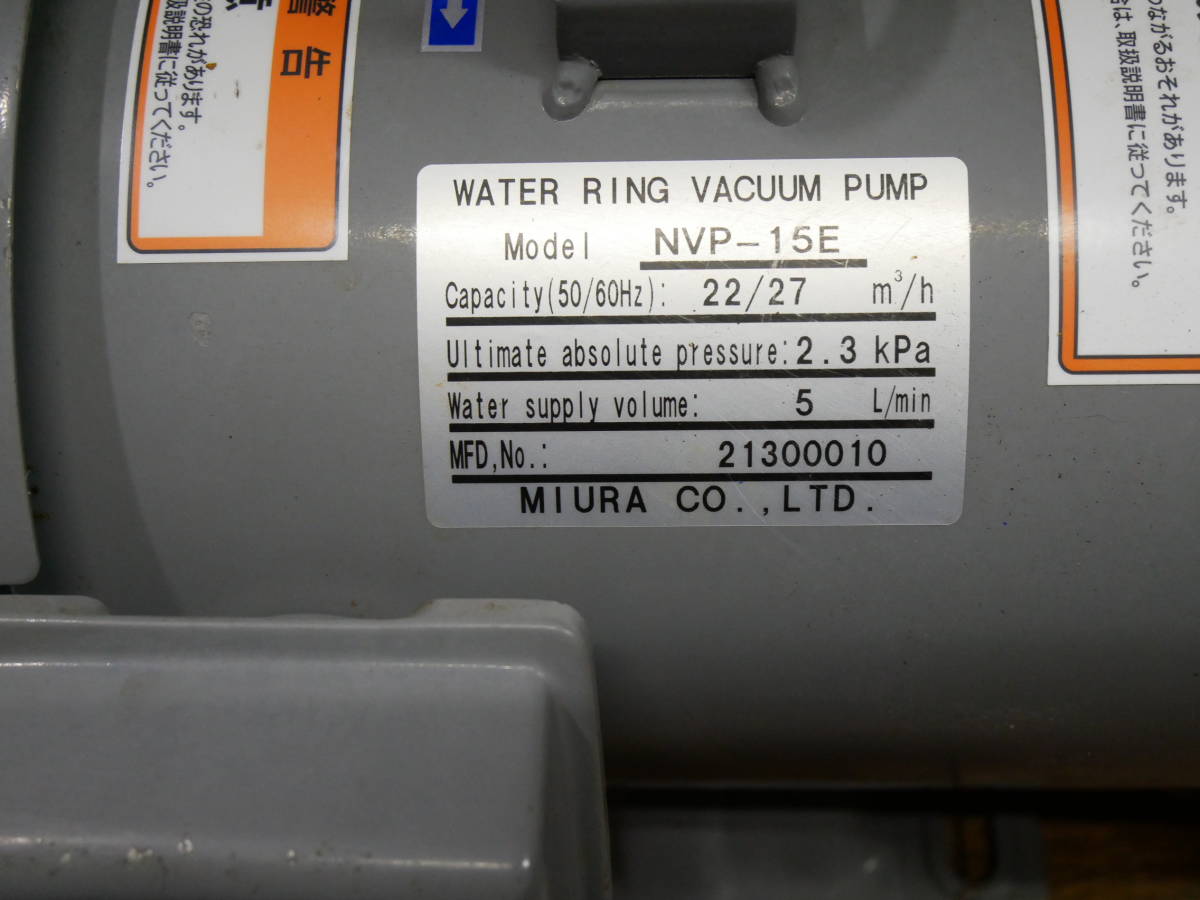 警告
の恐れがあります。
扱説明書に従ってください。
WATER RING VACUUM PUMP
Model NVP-15E
Capacity(50/60Hz): 22/27 m³/h
Ultimate absolute pressure: 2.3 kPa
Water supply volume: 5 L/min
MFD,No.: 21300010
MIURA CO.,LTD.
つながるおそれがあります。
合は、取扱説明書に従ってください。